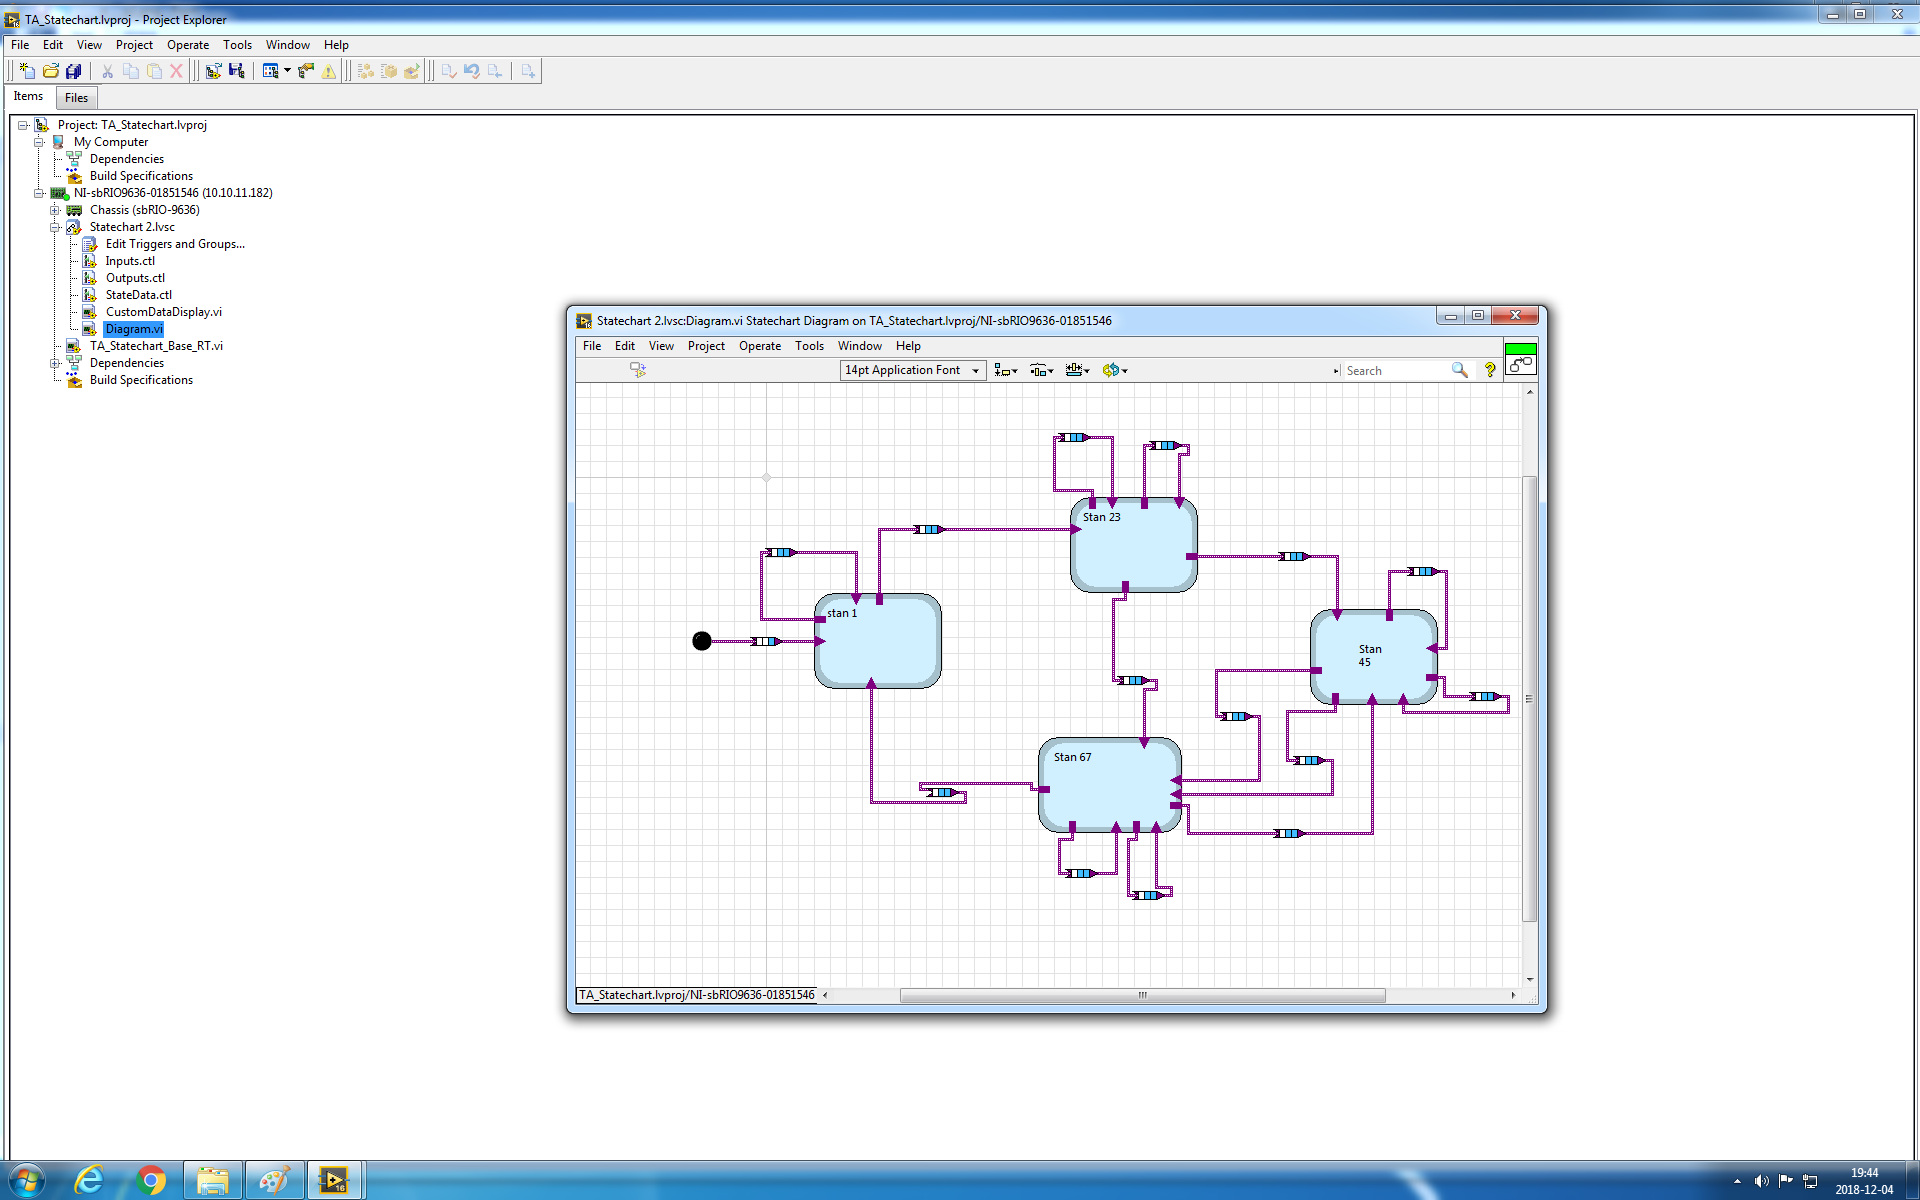 TA_Statechart.lvproj - Project Explorer
File Edit View Project Operate Tools Window Help
Items Files
Project: TA_Statechart.lvproj
My Computer
Dependencies
Build Specifications
NI-sbRIO9636-01851546 (10.10.11.182)
Chassis (sbRIO-9636)
Statechart 2.lvsc
Edit Triggers and Groups...
Inputs.ctl
Outputs.ctl
StateData.ctl
CustomDataDisplay.vi
Diagram.vi
TA_Statechart_Base_RT.vi
Dependencies
Build Specifications
Statechart 2.lvsc:Diagram.vi Statechart Diagram on TA_Statechart.lvproj/NI-sbRIO9636-01851546
File Edit View Project Operate Tools Window Help
14pt Application Font
Search
?
Stan 23
stan 1
Stan
45
Stan 67
TA_Statechart.lvproj/NI-sbRIO9636-01851546
16
19:44
2018-12-04